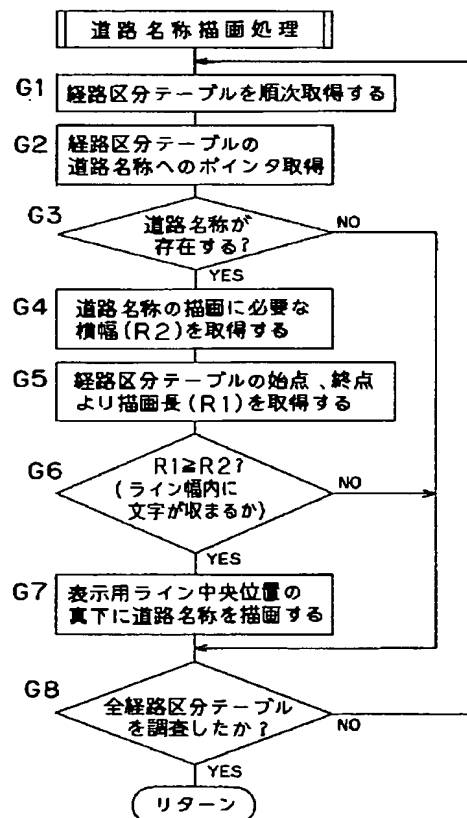 道路名称描画処理
G1
経路区分テーブルを順次取得する
G2
経路区分テーブルの
道路名称へのポインタ取得
G3
道路名称が
存在する?
NO
YES
G4
道路名称の描画に必要な
横幅(R2)を取得する
G5
経路区分テーブルの始点、終点
より描画長(R1)を取得する
G6
R1≧R2?
(ライン幅内に
文字が収まるか)
NO
YES
G7
表示用ライン中央位置の
真下に道路名称を描画する
G8
全経路区分テーブル
を調査したか?
NO
YES
リターン